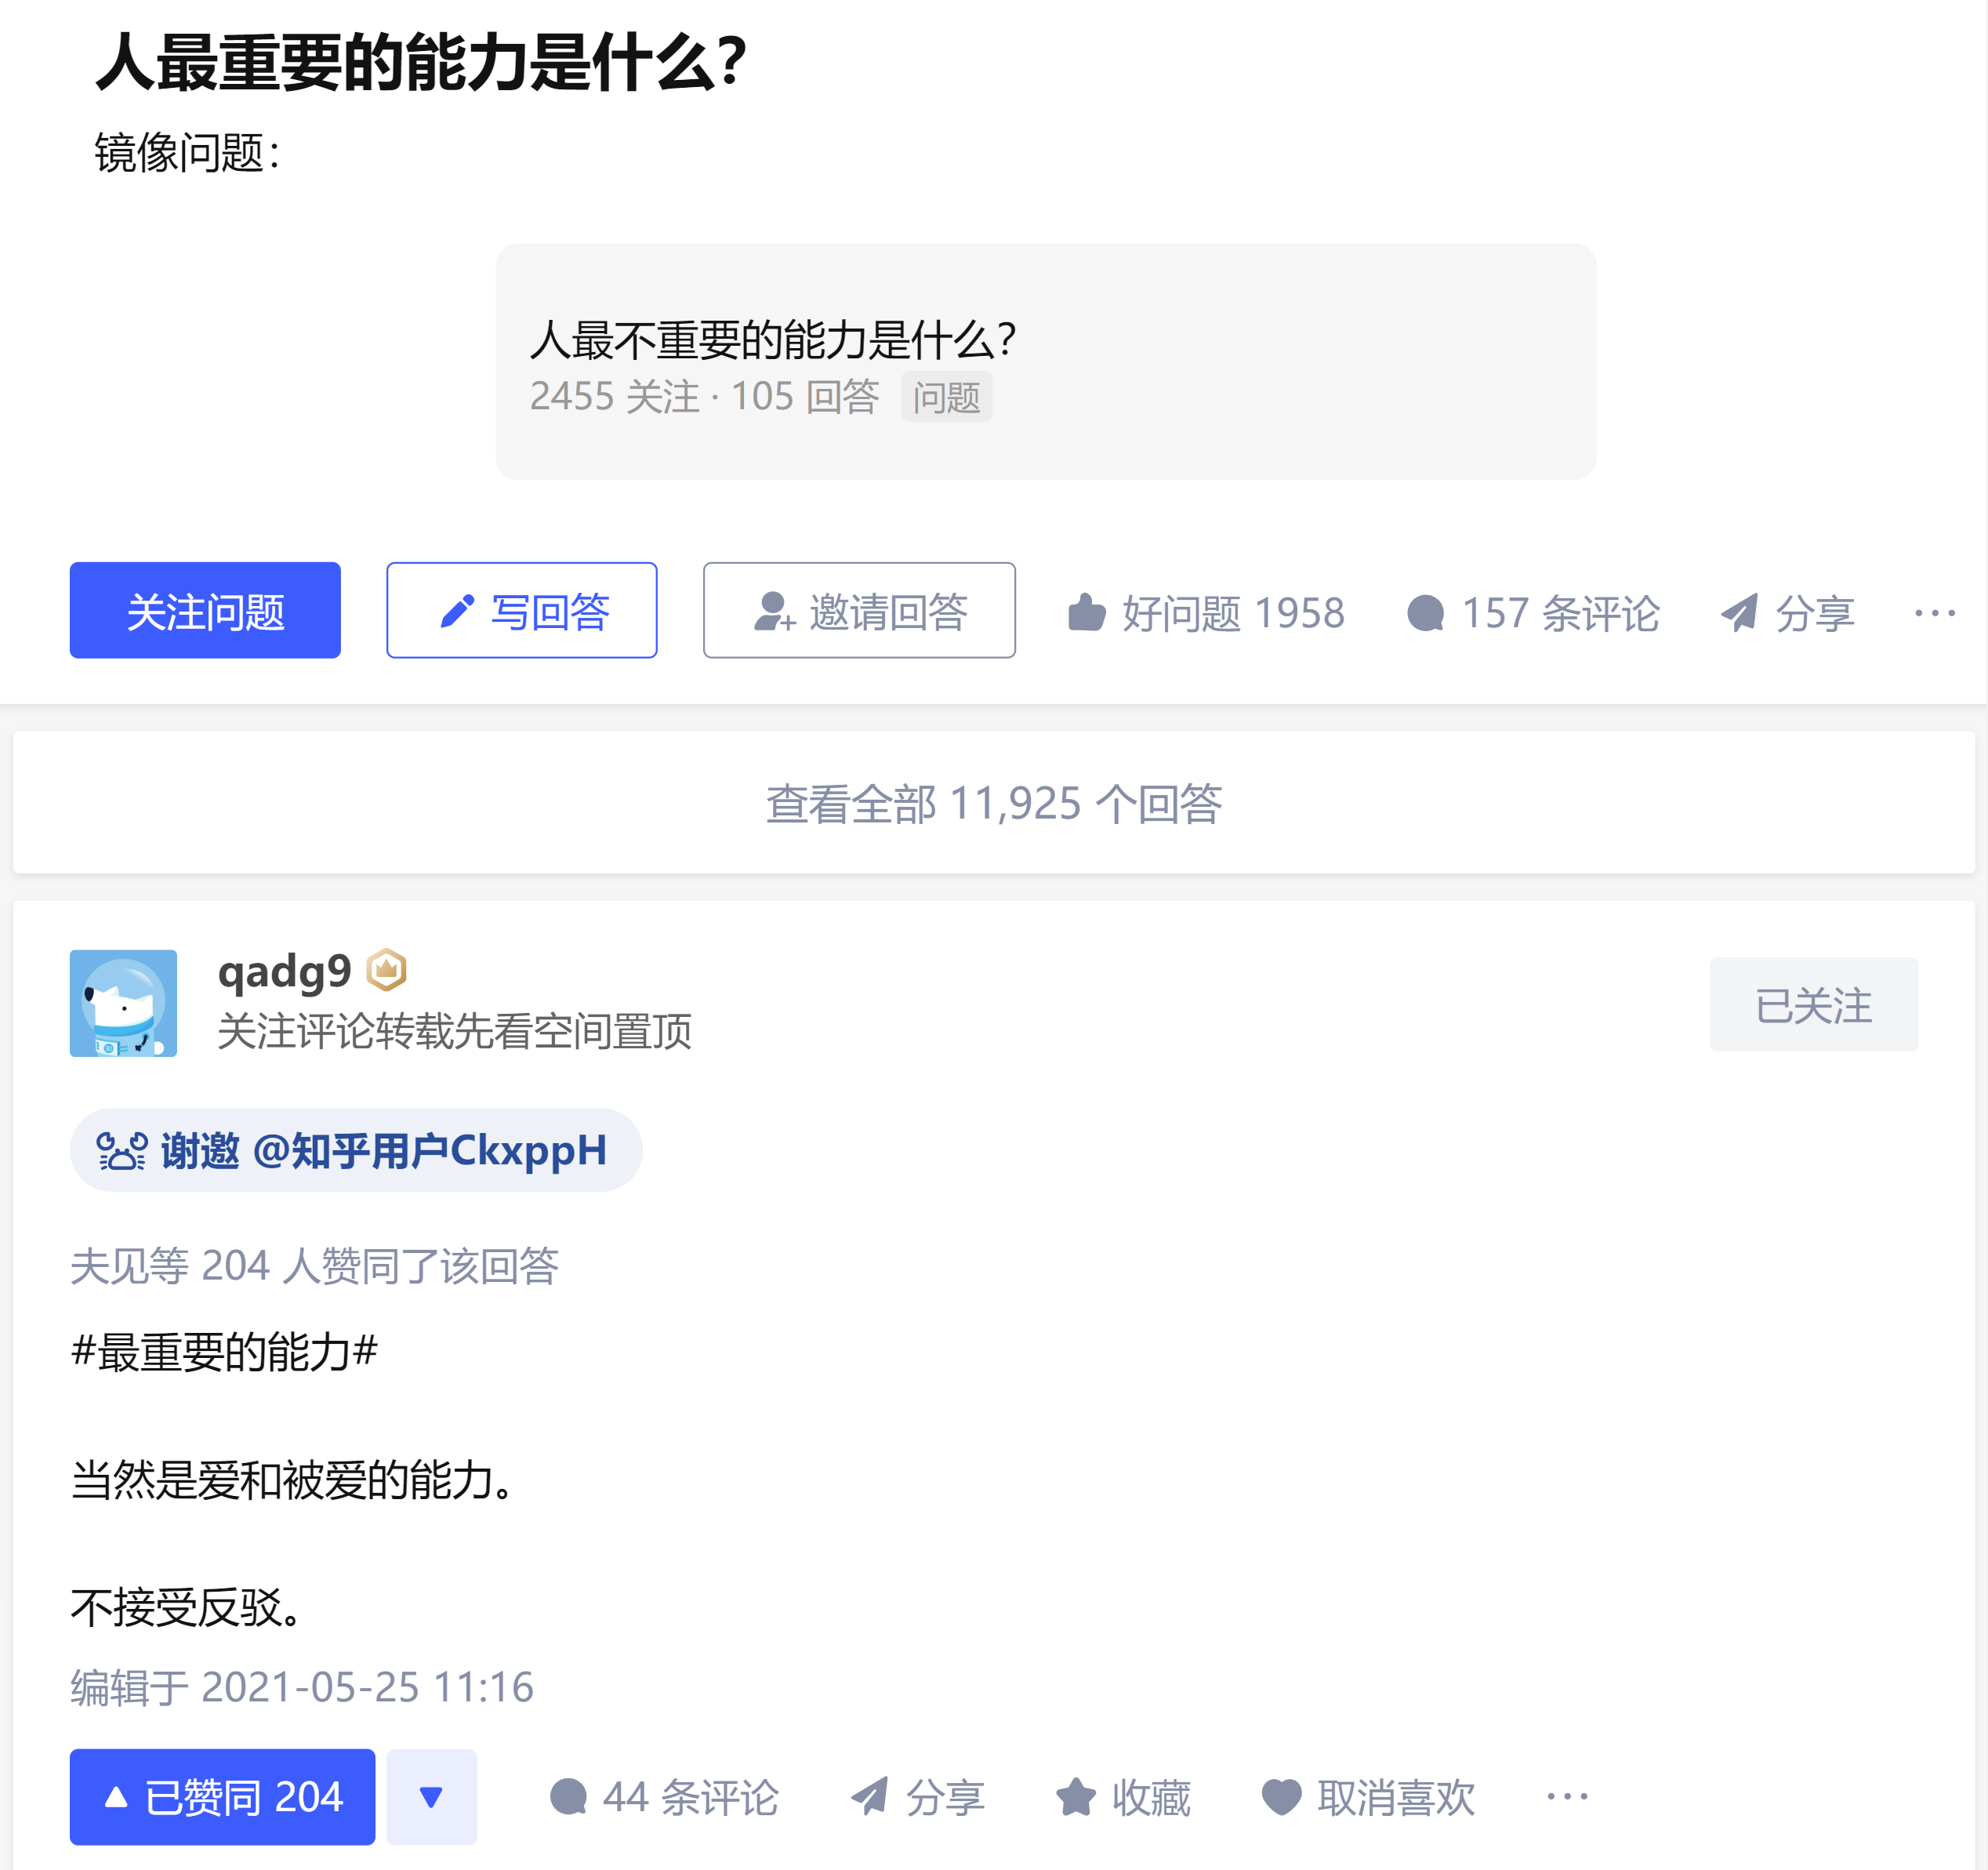 人最重要的能力是什么？
镜像问题：
人最不重要的能力是什么？
2455 关注 · 105 回答 问题
关注问题 写回答 邀请回答 好问题 1958 157 条评论 分享 ···
查看全部 11,925 个回答
qadg9
关注评论转载先看空间置顶
已关注
谢邀 @知乎用户CkxppH
夫见等 204 人赞同了该回答
#最重要的能力#
当然是爱和被爱的能力。
不接受反驳。
编辑于 2021-05-25 11:16
已赞同 204 44 条评论 分享 收藏 取消喜欢 ···